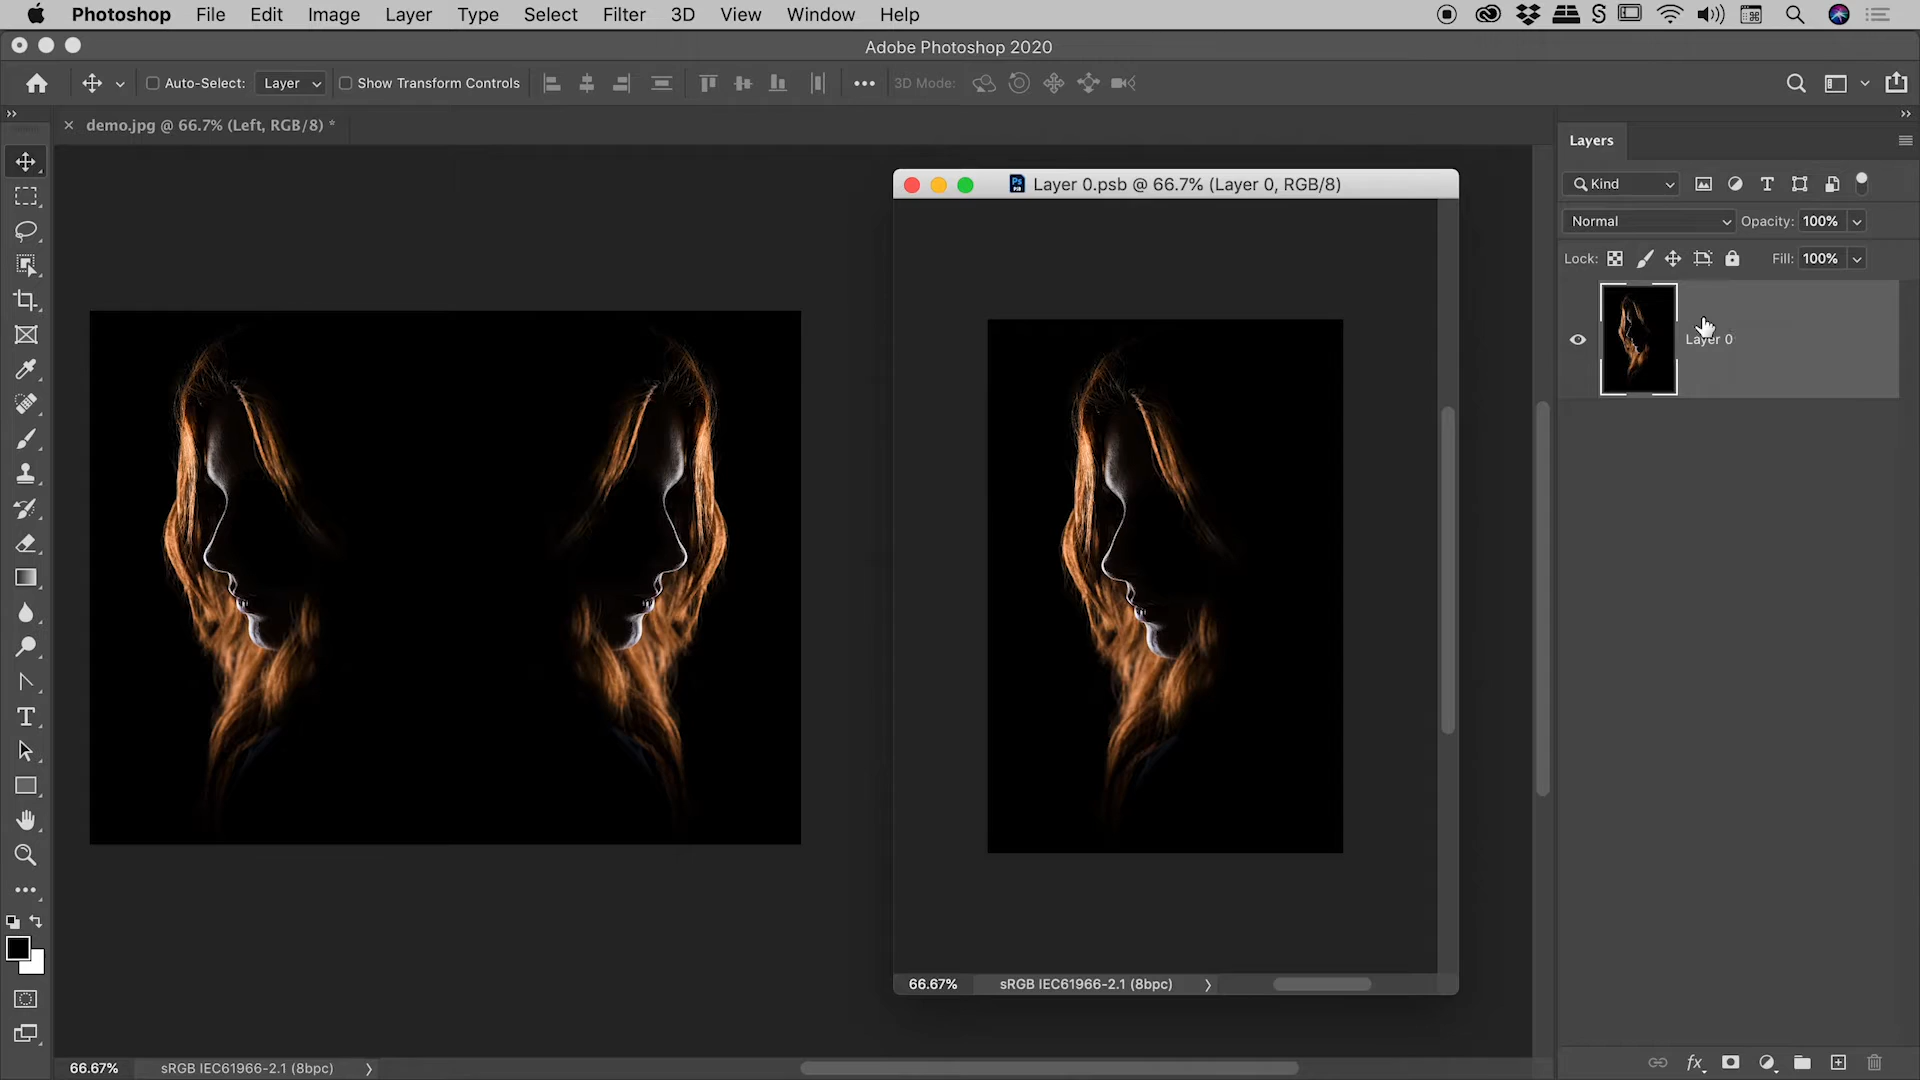 Photoshop File Edit Image Layer Type Select Filter 3D View Window Help
Adobe Photoshop 2020
Auto-Select: Layer Show Transform Controls 3D Mode:
demo.jpg @ 66.7% (Left, RGB/8) *
Layers
Layer 0.psb @ 66.7% (Layer 0, RGB/8)
Kind
Normal Opacity: 100%
Lock: Fill: 100%
Layer 0
66.67% sRGB IEC61966-2.1 (8bpc)
66.67% sRGB IEC61966-2.1 (8bpc)